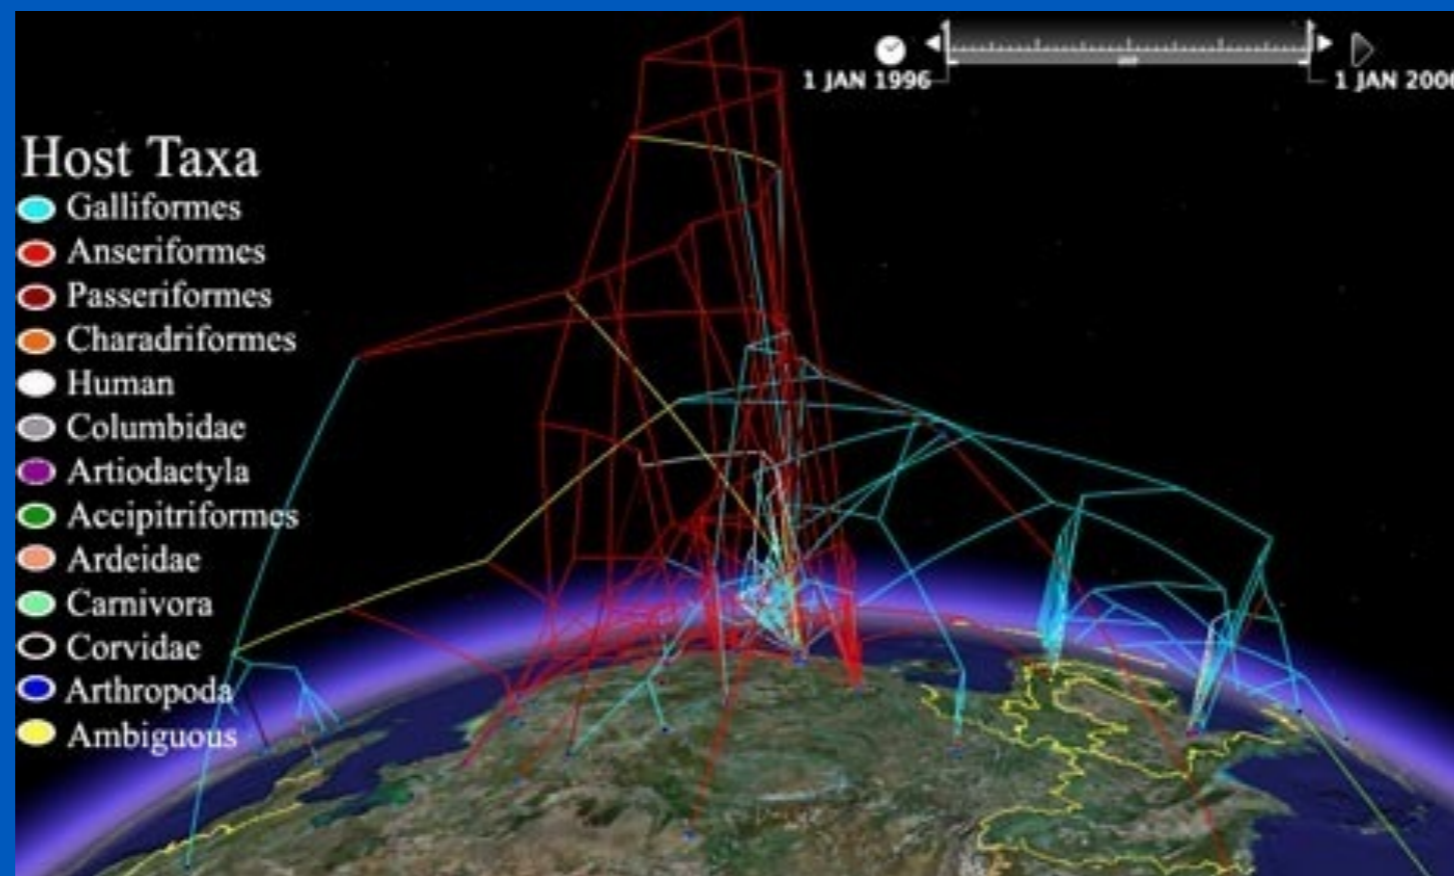 1 JAN 1996
Host Taxa
Galliformes
Anseriformes
Passeriformes
Charadriformes
Human
Columbidae
Artiodactyla
Accipitriformes
Ardeidae
Carnivora
Corvidae
Arthropoda
Ambiguous